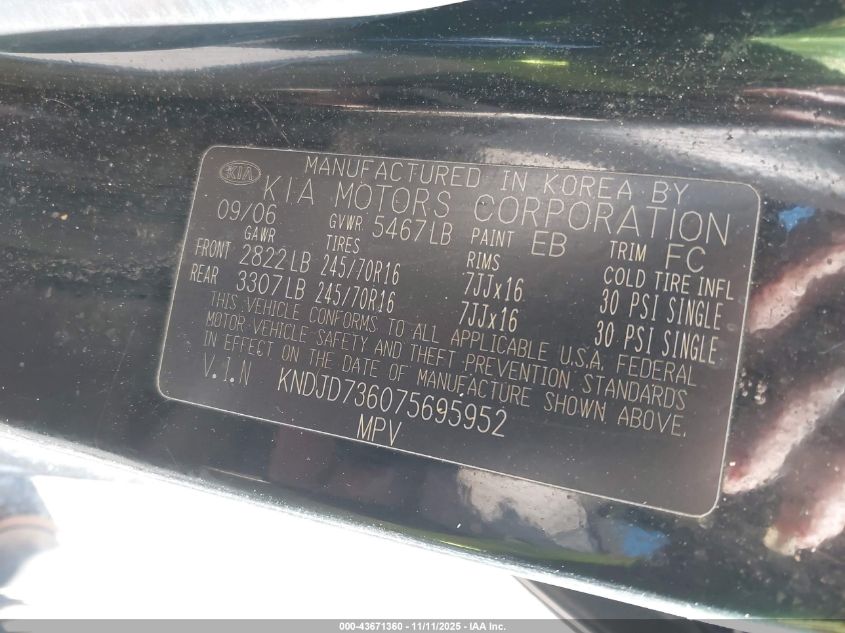 KIA
MANUFACTURED IN KOREA BY
KIA MOTORS CORPORATION
09/06 GVWR 5467LB PAINT EB TRIM FC
GAWR TIRES RIMS COLD TIRE INFL
FRONT 2822LB 245/70R16 7JJx16 30 PSI SINGLE
REAR 3307LB 245/70R16 7JJx16 30 PSI SINGLE
THIS VEHICLE CONFORMS TO ALL APPLICABLE U.S.A. FEDERAL
MOTOR VEHICLE SAFETY AND THEFT PREVENTION STANDARDS
IN EFFECT ON THE DATE OF MANUFACTURE SHOWN ABOVE.
V.I.N KNDJD736075695952
MPV
000-43671360 - 11/11/2025 - IAA Inc.